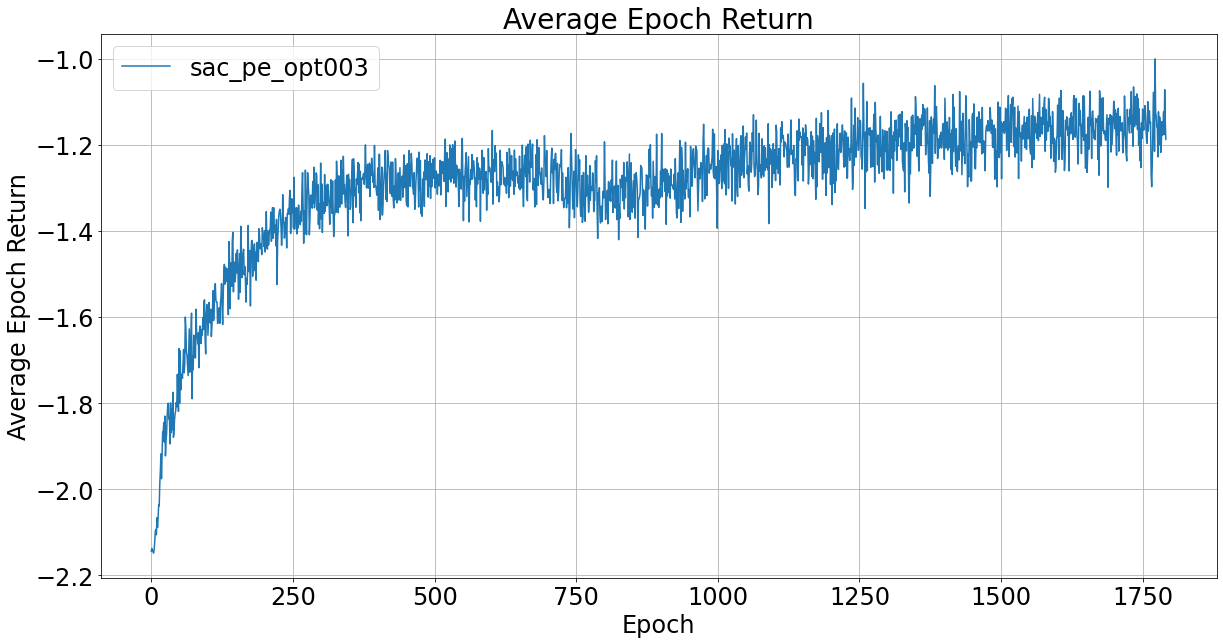 Average Epoch Return
−1.0
sac_pe_opt003
−1.2
−1.4
−1.6
−1.8
−2.0
−2.2
Average Epoch Return
0 250 500 750 1000 1250 1500 1750
Epoch